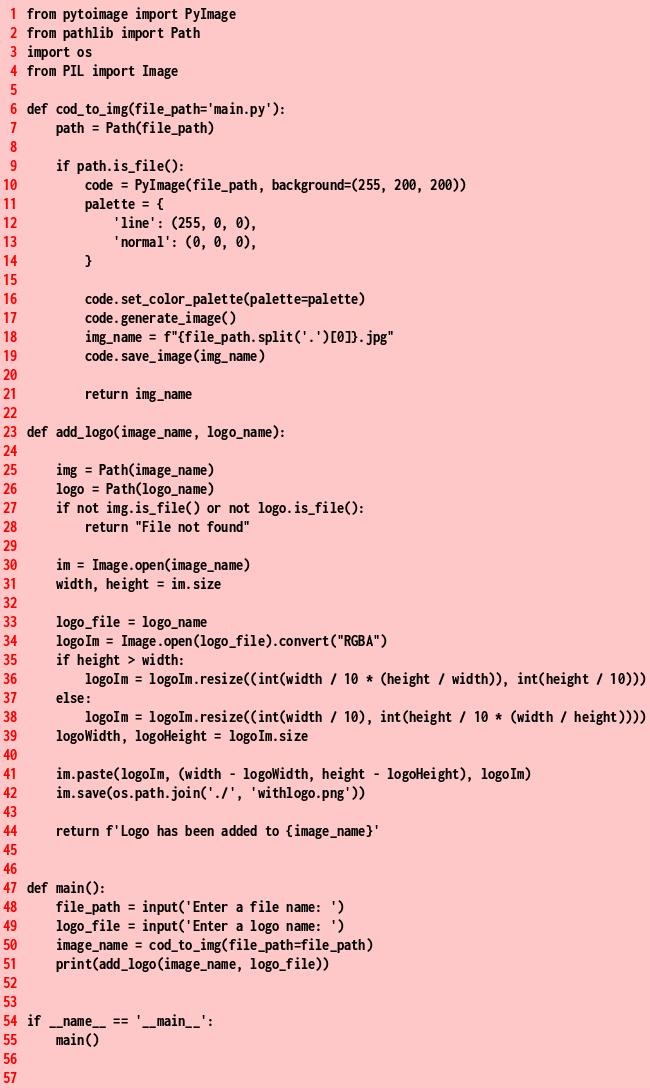 1 from pytoimage import PyImage
2 from pathlib import Path
3 import os
4 from PIL import Image
5
6 def cod_to_img(file_path='main.py'):
7     path = Path(file_path)
8
9     if path.is_file():
10         code = PyImage(file_path, background=(255, 200, 200))
11         palette = {
12             'line': (255, 0, 0),
13             'normal': (0, 0, 0),
14         }
15
16         code.set_color_palette(palette=palette)
17         code.generate_image()
18         img_name = f"{file_path.split('.')[0]}.jpg"
19         code.save_image(img_name)
20
21         return img_name
22
23 def add_logo(image_name, logo_name):
24
25     img = Path(image_name)
26     logo = Path(logo_name)
27     if not img.is_file() or not logo.is_file():
28         return "File not found"
29
30     im = Image.open(image_name)
31     width, height = im.size
32
33     logo_file = logo_name
34     logoIm = Image.open(logo_file).convert("RGBA")
35     if height > width:
36         logoIm = logoIm.resize((int(width / 10 * (height / width)), int(height / 10)))
37     else:
38         logoIm = logoIm.resize((int(width / 10), int(height / 10 * (width / height))))
39     logoWidth, logoHeight = logoIm.size
40
41     im.paste(logoIm, (width - logoWidth, height - logoHeight), logoIm)
42     im.save(os.path.join('./', 'withlogo.png'))
43
44     return f'Logo has been added to {image_name}'
45
46
47 def main():
48     file_path = input('Enter a file name: ')
49     logo_file = input('Enter a logo name: ')
50     image_name = cod_to_img(file_path=file_path)
51     print(add_logo(image_name, logo_file))
52
53
54 if __name__ == '__main__':
55     main()
56
57